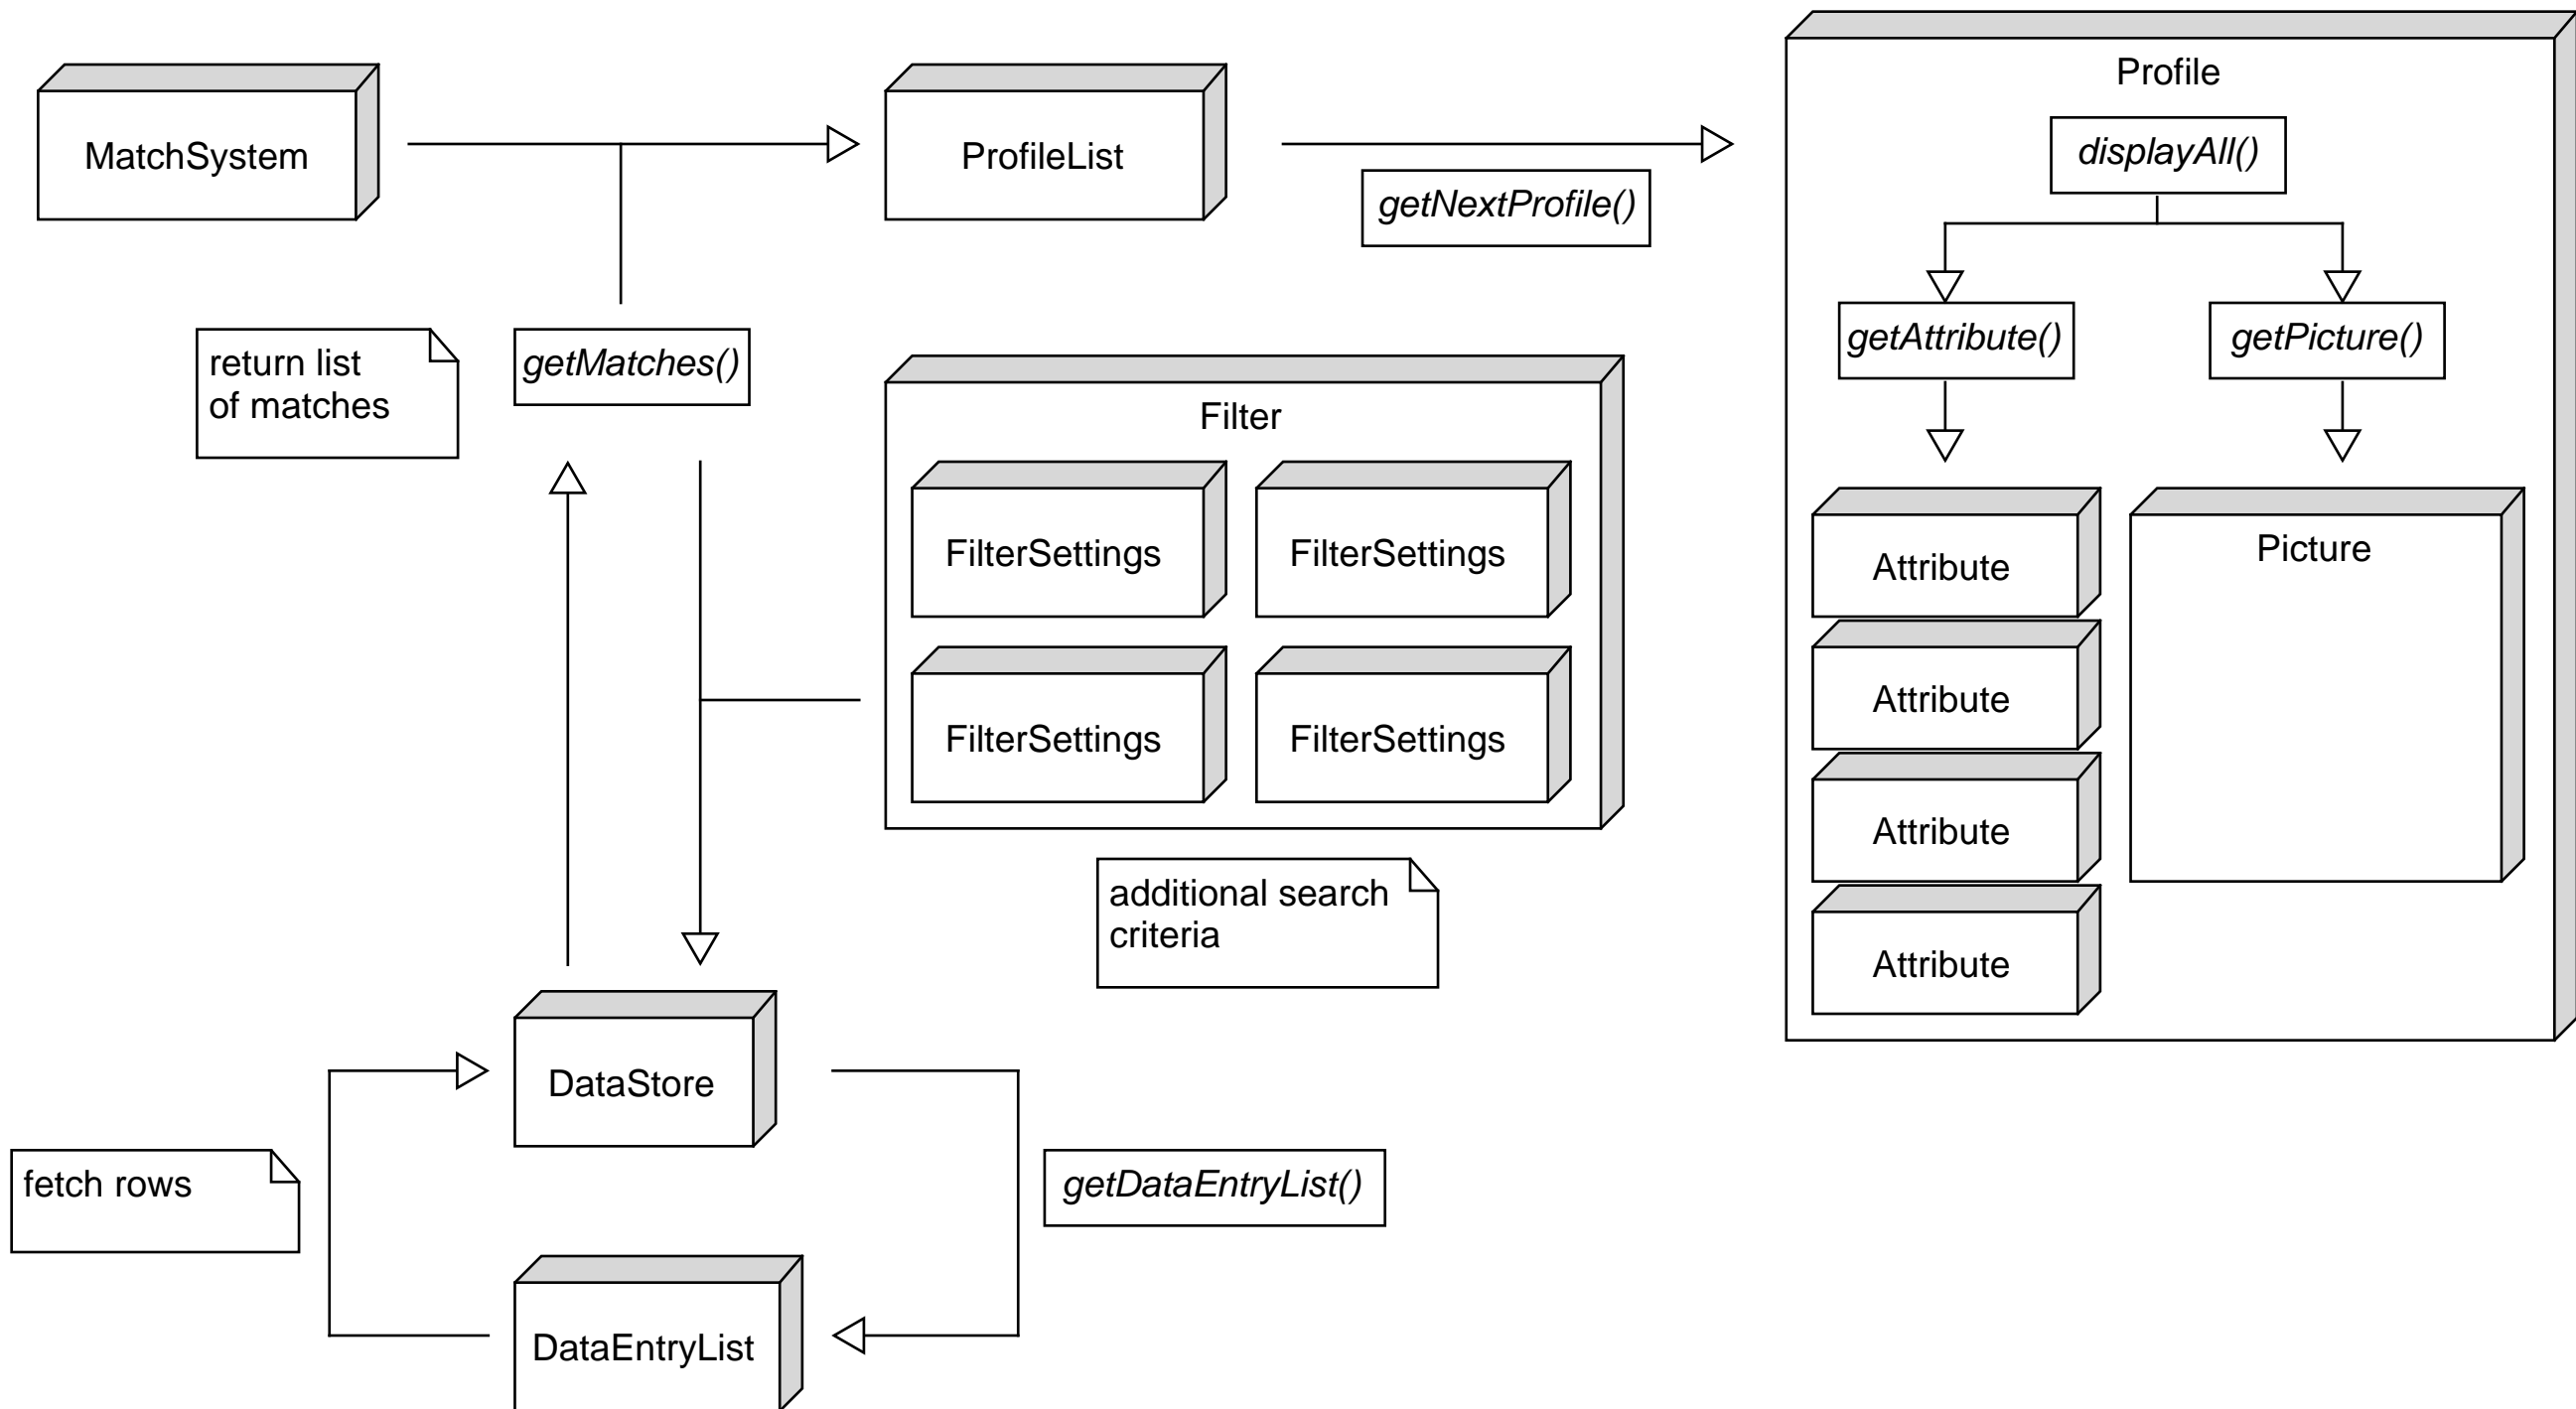 MatchSystem
ProfileList
getNextProfile()
Profile
displayAll()
getAttribute()
getPicture()
Attribute
Attribute
Attribute
Attribute
Picture
return list
of matches
getMatches()
Filter
FilterSettings
FilterSettings
FilterSettings
FilterSettings
additional search
criteria
DataStore
fetch rows
getDataEntryList()
DataEntryList